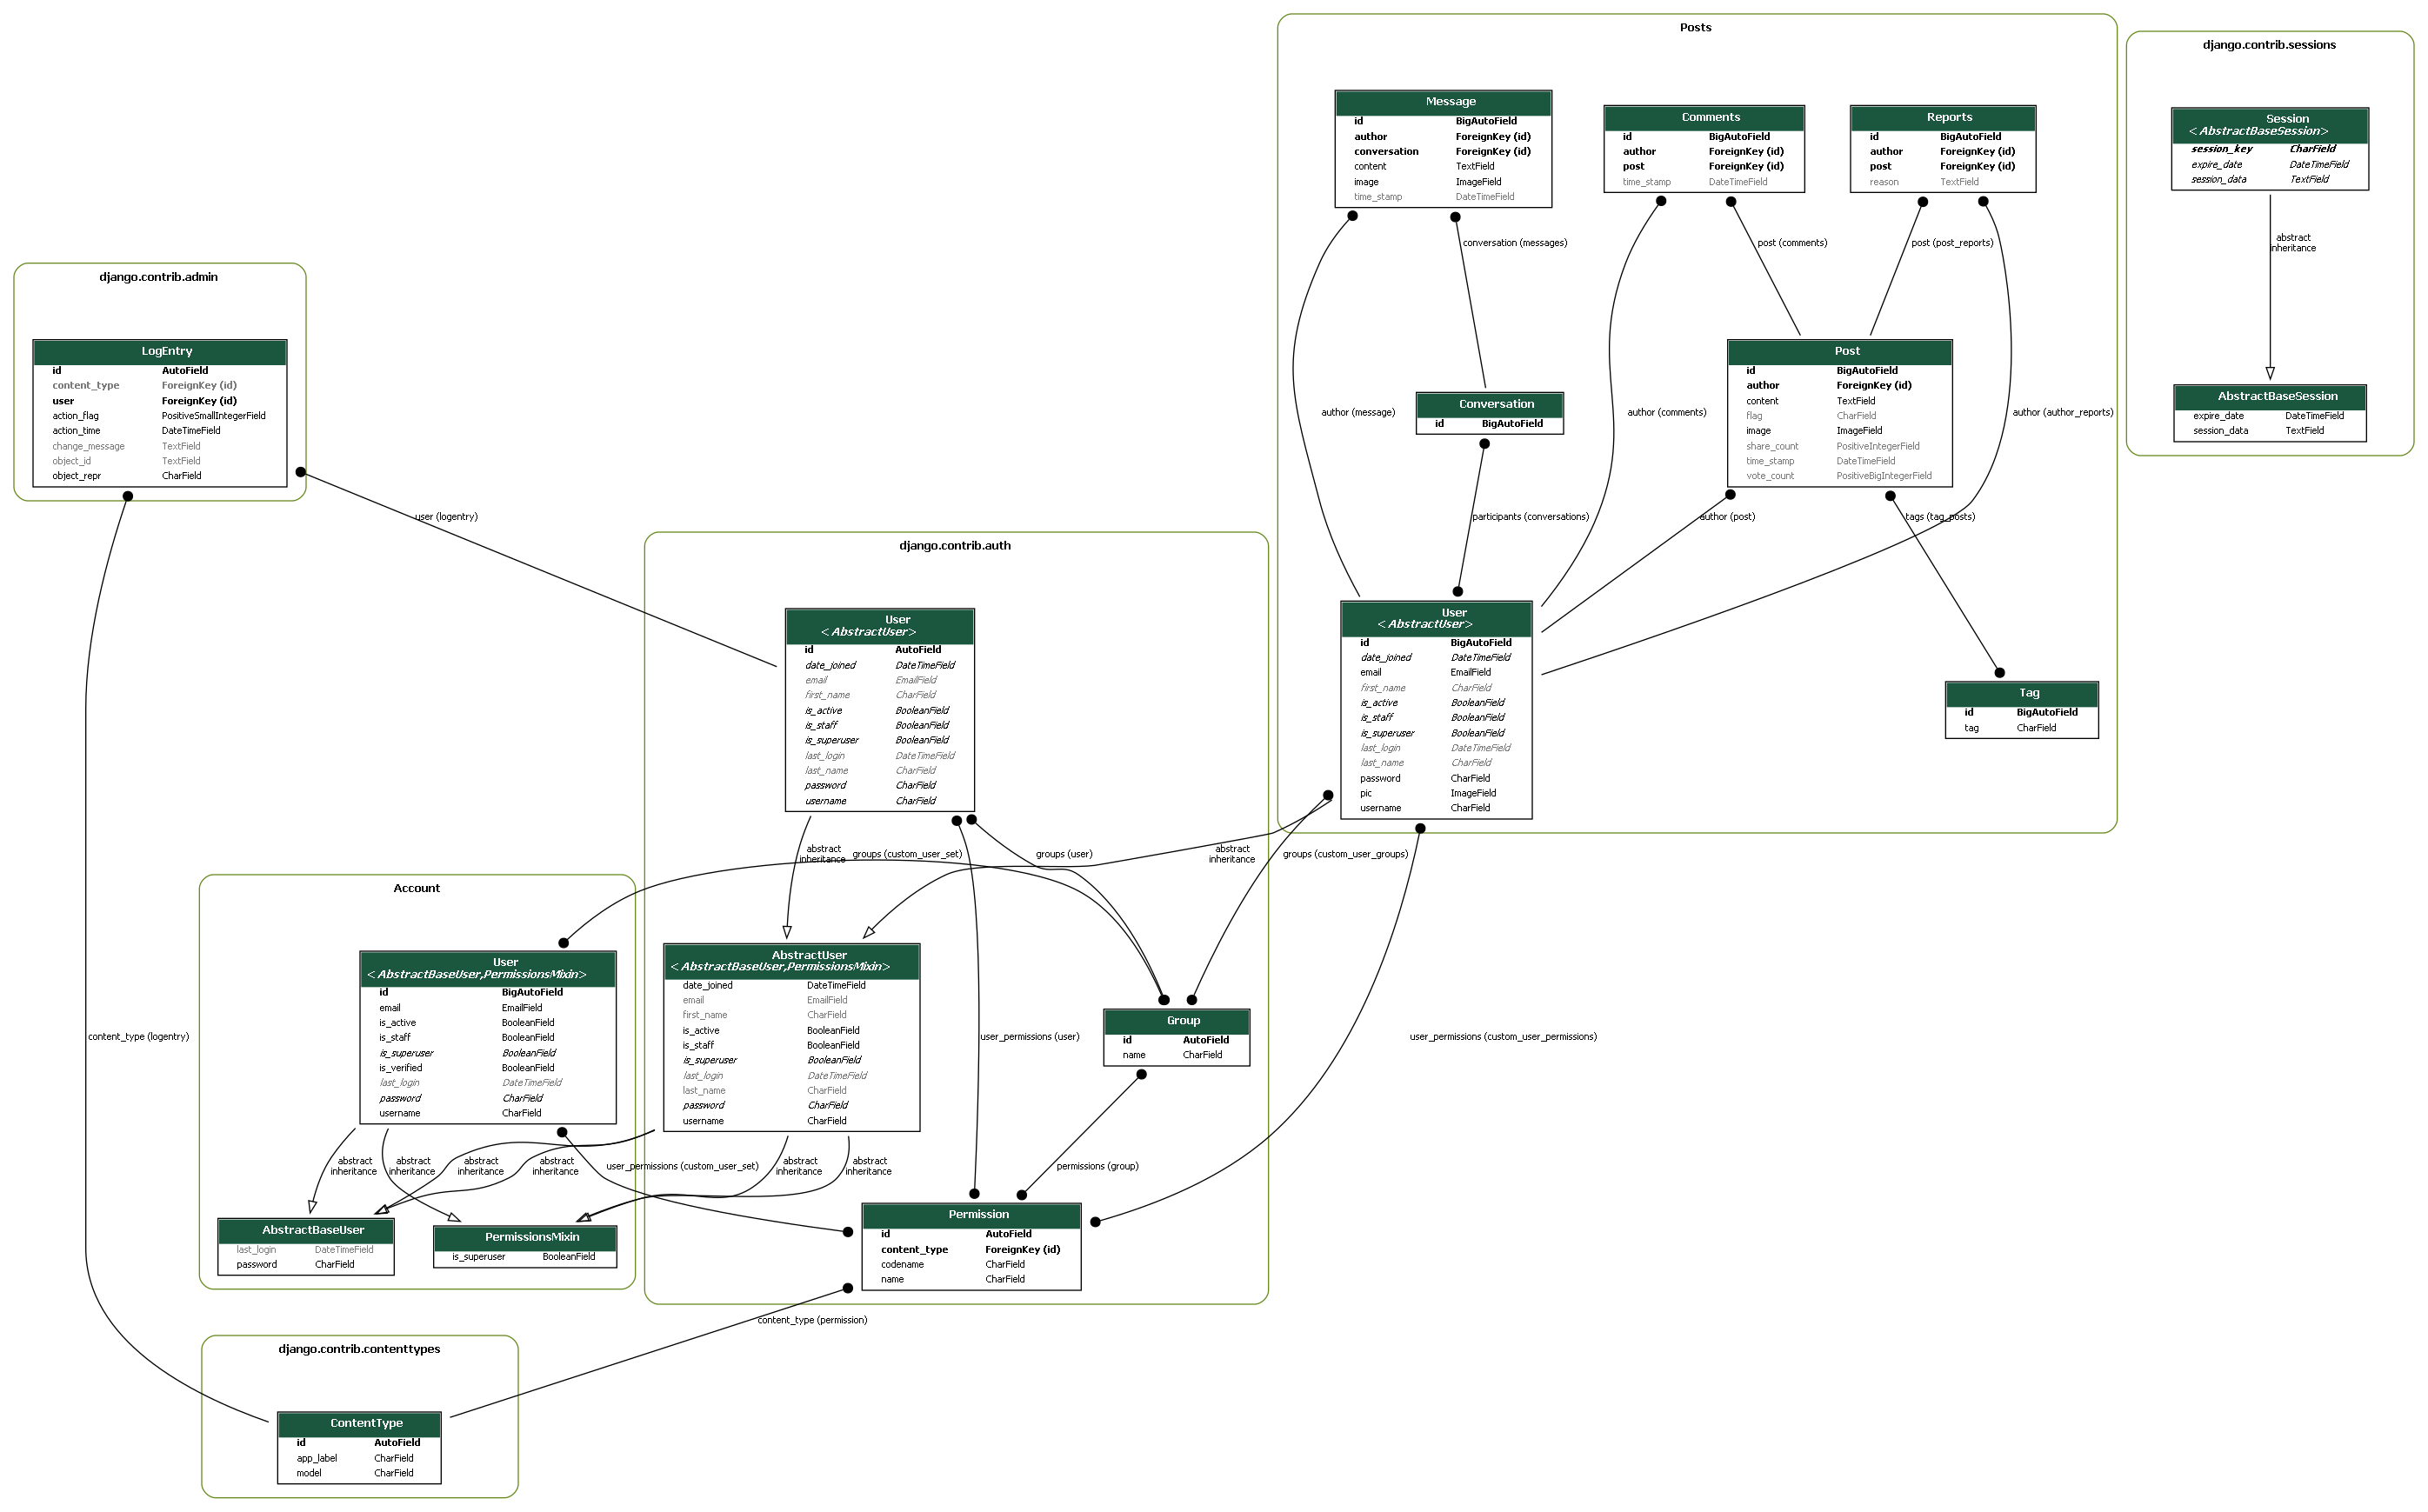 Posts
Message
id BigAutoField
author ForeignKey (id)
conversation ForeignKey (id)
content TextField
image ImageField
time_stamp DateTimeField
Comments
id BigAutoField
author ForeignKey (id)
post ForeignKey (id)
time_stamp DateTimeField
Reports
id BigAutoField
author ForeignKey (id)
post ForeignKey (id)
reason TextField
conversation (messages)
post (comments)
post (post_reports)
Post
id BigAutoField
author ForeignKey (id)
content TextField
flag CharField
image ImageField
share_count PositiveIntegerField
time_stamp DateTimeField
vote_count PositiveBigIntegerField
Conversation
id BigAutoField
author (message)
author (comments)
author (author_reports)
participants (conversations)
author (post)
tags (tag_posts)
User
<AbstractUser>
id BigAutoField
date_joined DateTimeField
email EmailField
first_name CharField
is_active BooleanField
is_staff BooleanField
is_superuser BooleanField
last_login DateTimeField
last_name CharField
password CharField
pic ImageField
username CharField
Tag
id BigAutoField
tag CharField
django.contrib.sessions
Session
<AbstractBaseSession>
session_key CharField
expire_date DateTimeField
session_data TextField
abstract
inheritance
AbstractBaseSession
expire_date DateTimeField
session_data TextField
django.contrib.admin
LogEntry
id AutoField
content_type ForeignKey (id)
user ForeignKey (id)
action_flag PositiveSmallIntegerField
action_time DateTimeField
change_message TextField
object_id TextField
object_repr CharField
user (logentry)
django.contrib.auth
User
<AbstractUser>
id AutoField
date_joined DateTimeField
email EmailField
first_name CharField
is_active BooleanField
is_staff BooleanField
is_superuser BooleanField
last_login DateTimeField
last_name CharField
password CharField
username CharField
abstract
inheritance
groups (custom_user_set)
groups (user)
abstract
inheritance
groups (custom_user_groups)
AbstractUser
<AbstractBaseUser,PermissionsMixin>
date_joined DateTimeField
email EmailField
first_name CharField
is_active BooleanField
is_staff BooleanField
is_superuser BooleanField
last_login DateTimeField
last_name CharField
password CharField
username CharField
Group
id AutoField
name CharField
user_permissions (user)
user_permissions (custom_user_permissions)
Account
User
<AbstractBaseUser,PermissionsMixin>
id BigAutoField
email EmailField
is_active BooleanField
is_staff BooleanField
is_superuser BooleanField
is_verified BooleanField
last_login DateTimeField
password CharField
username CharField
content_type (logentry)
abstract
inheritance
abstract
inheritance
abstract
inheritance
abstract
inheritance
user_permissions (custom_user_set)
abstract
inheritance
abstract
inheritance
permissions (group)
AbstractBaseUser
last_login DateTimeField
password CharField
PermissionsMixin
is_superuser BooleanField
Permission
id AutoField
content_type ForeignKey (id)
codename CharField
name CharField
content_type (permission)
django.contrib.contenttypes
ContentType
id AutoField
app_label CharField
model CharField